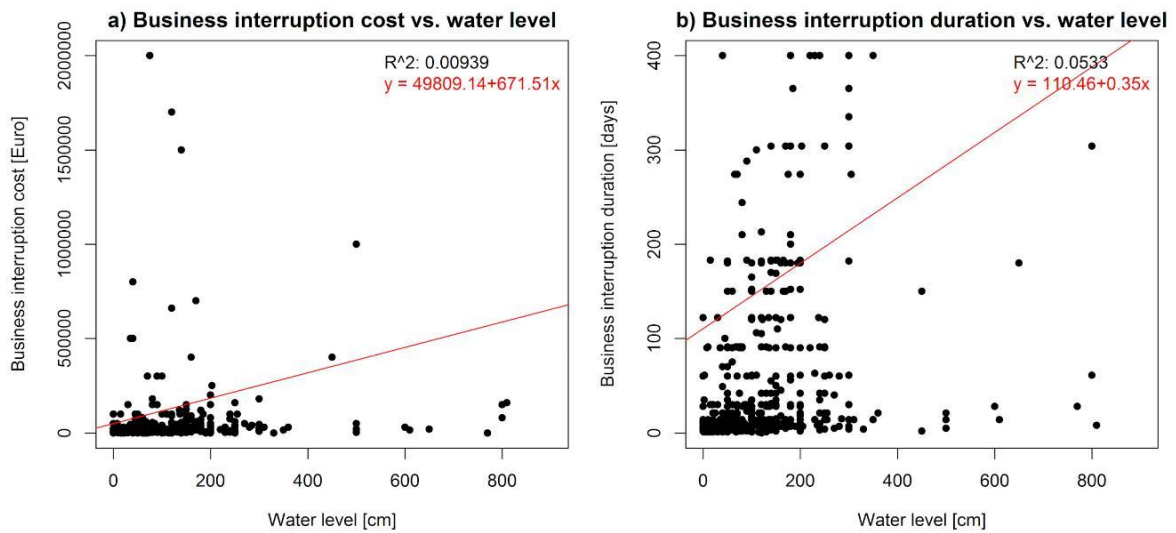 a) Business interruption cost vs. water level
R^2: 0.00939
y = 49809.14+671.51x
Business interruption cost [Euro]
2000000
1500000
1000000
500000
0
0 200 400 600 800
Water level [cm]
b) Business interruption duration vs. water level
R^2: 0.0533
y = 110.46+0.35x
Business interruption duration [days]
400
300
200
100
0
0 200 400 600 800
Water level [cm]